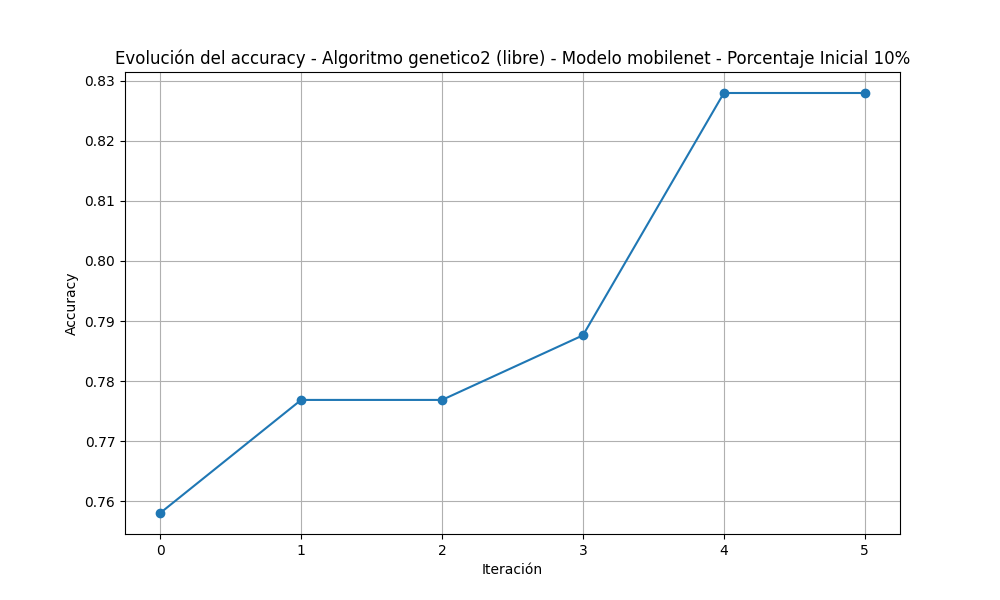 Evolución del accuracy - Algoritmo genetico2 (libre) - Modelo mobilenet - Porcentaje Inicial 10%
0.83
0.82
0.81
0.80
0.79
0.78
0.77
0.76
Accuracy
0 1 2 3 4 5
Iteración